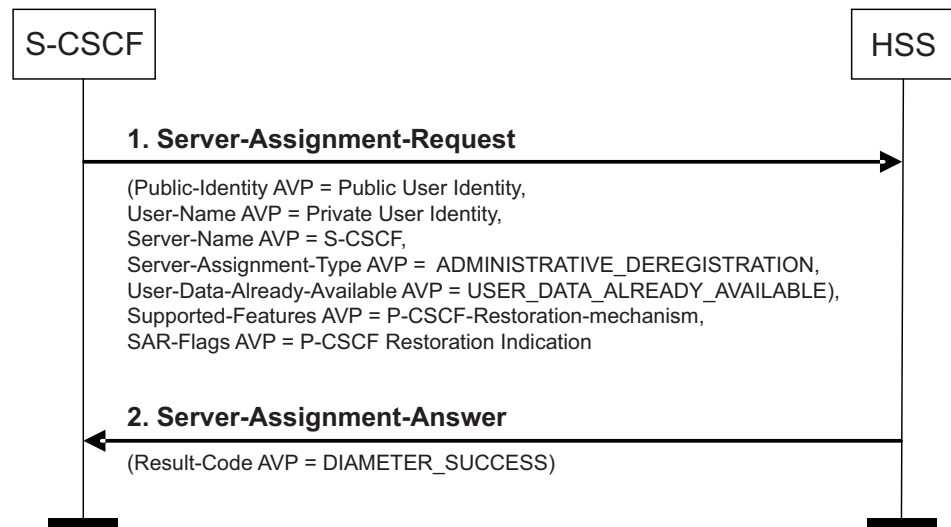 S-CSCF
HSS
1. Server-Assignment-Request
(Public-Identity AVP = Public User Identity,
User-Name AVP = Private User Identity,
Server-Name AVP = S-CSCF,
Server-Assignment-Type AVP = ADMINISTRATIVE_DEREGISTRATION,
User-Data-Already-Available AVP = USER_DATA_ALREADY_AVAILABLE),
Supported-Features AVP = P-CSCF-Restoration-mechanism,
SAR-Flags AVP = P-CSCF Restoration Indication
2. Server-Assignment-Answer
(Result-Code AVP = DIAMETER_SUCCESS)